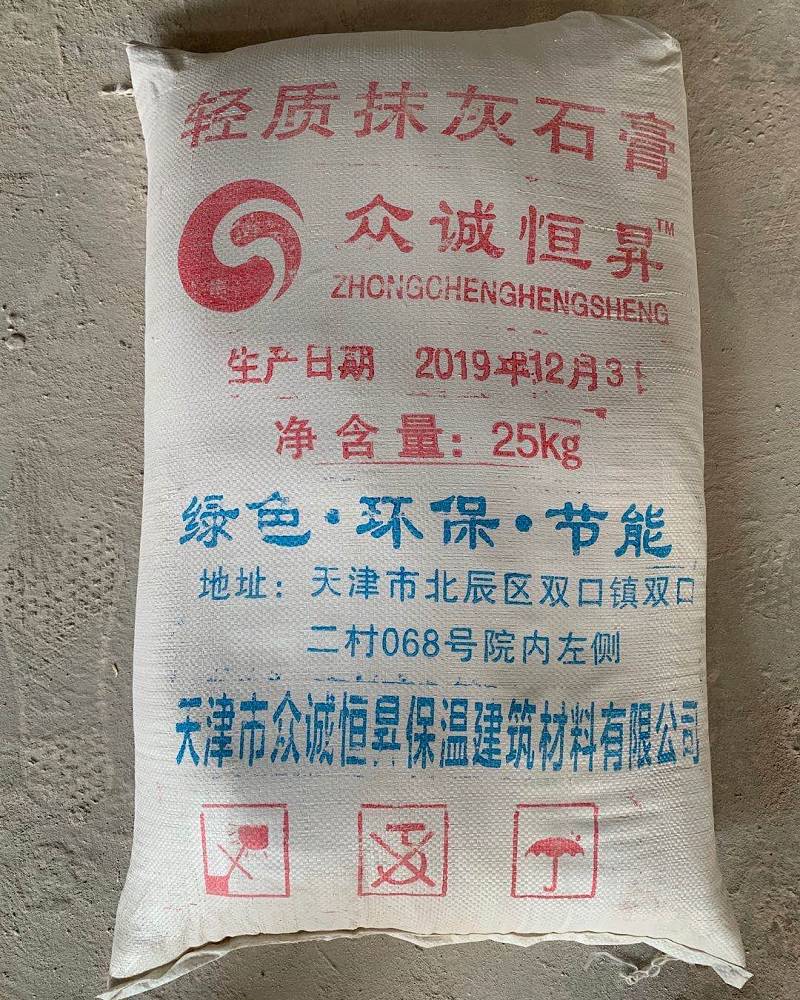 轻质抹灰石膏
众诚恒昇™
ZHONGCHENGHENGSHENG
生产日期 2019年12月3
净含量：25kg
绿色·环保·节能
地址：天津市北辰区双口镇双口
二村068号院内左侧
天津市众诚恒昇保温建筑材料有限公司